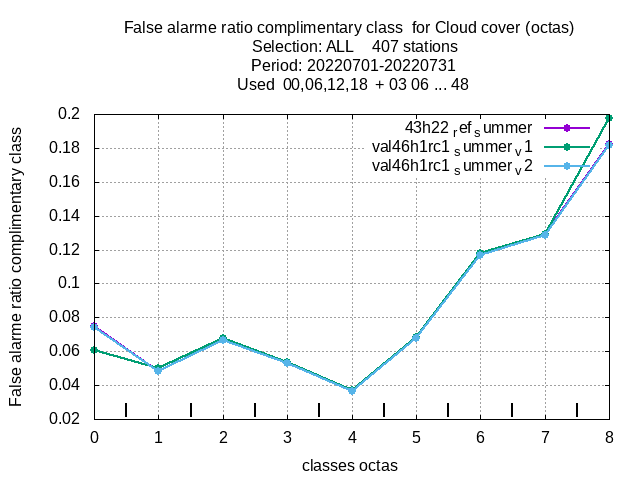 False alarme ratio complimentary class  for Cloud cover (octas)
Selection: ALL    407 stations
Period: 20220701-20220731
Used  00,06,12,18  + 03 06 ... 48
False alarme ratio complimentary class
0.2
0.18
0.16
0.14
0.12
0.1
0.08
0.06
0.04
0.02
43h22 ref summer
val46h1rc1 summer v1
val46h1rc1 summer v2
0 1 2 3 4 5 6 7 8
classes octas